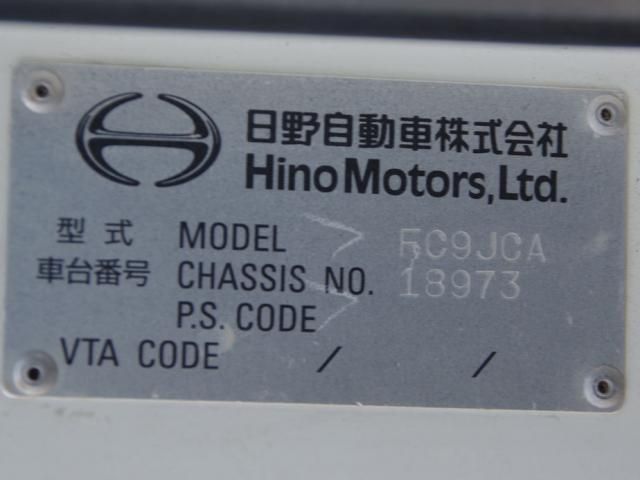 日野自動車株式会社
Hino Motors, Ltd.
型式 MODEL FC9JCA
車台番号 CHASSIS NO. 18973
P.S. CODE
VTA CODE / /